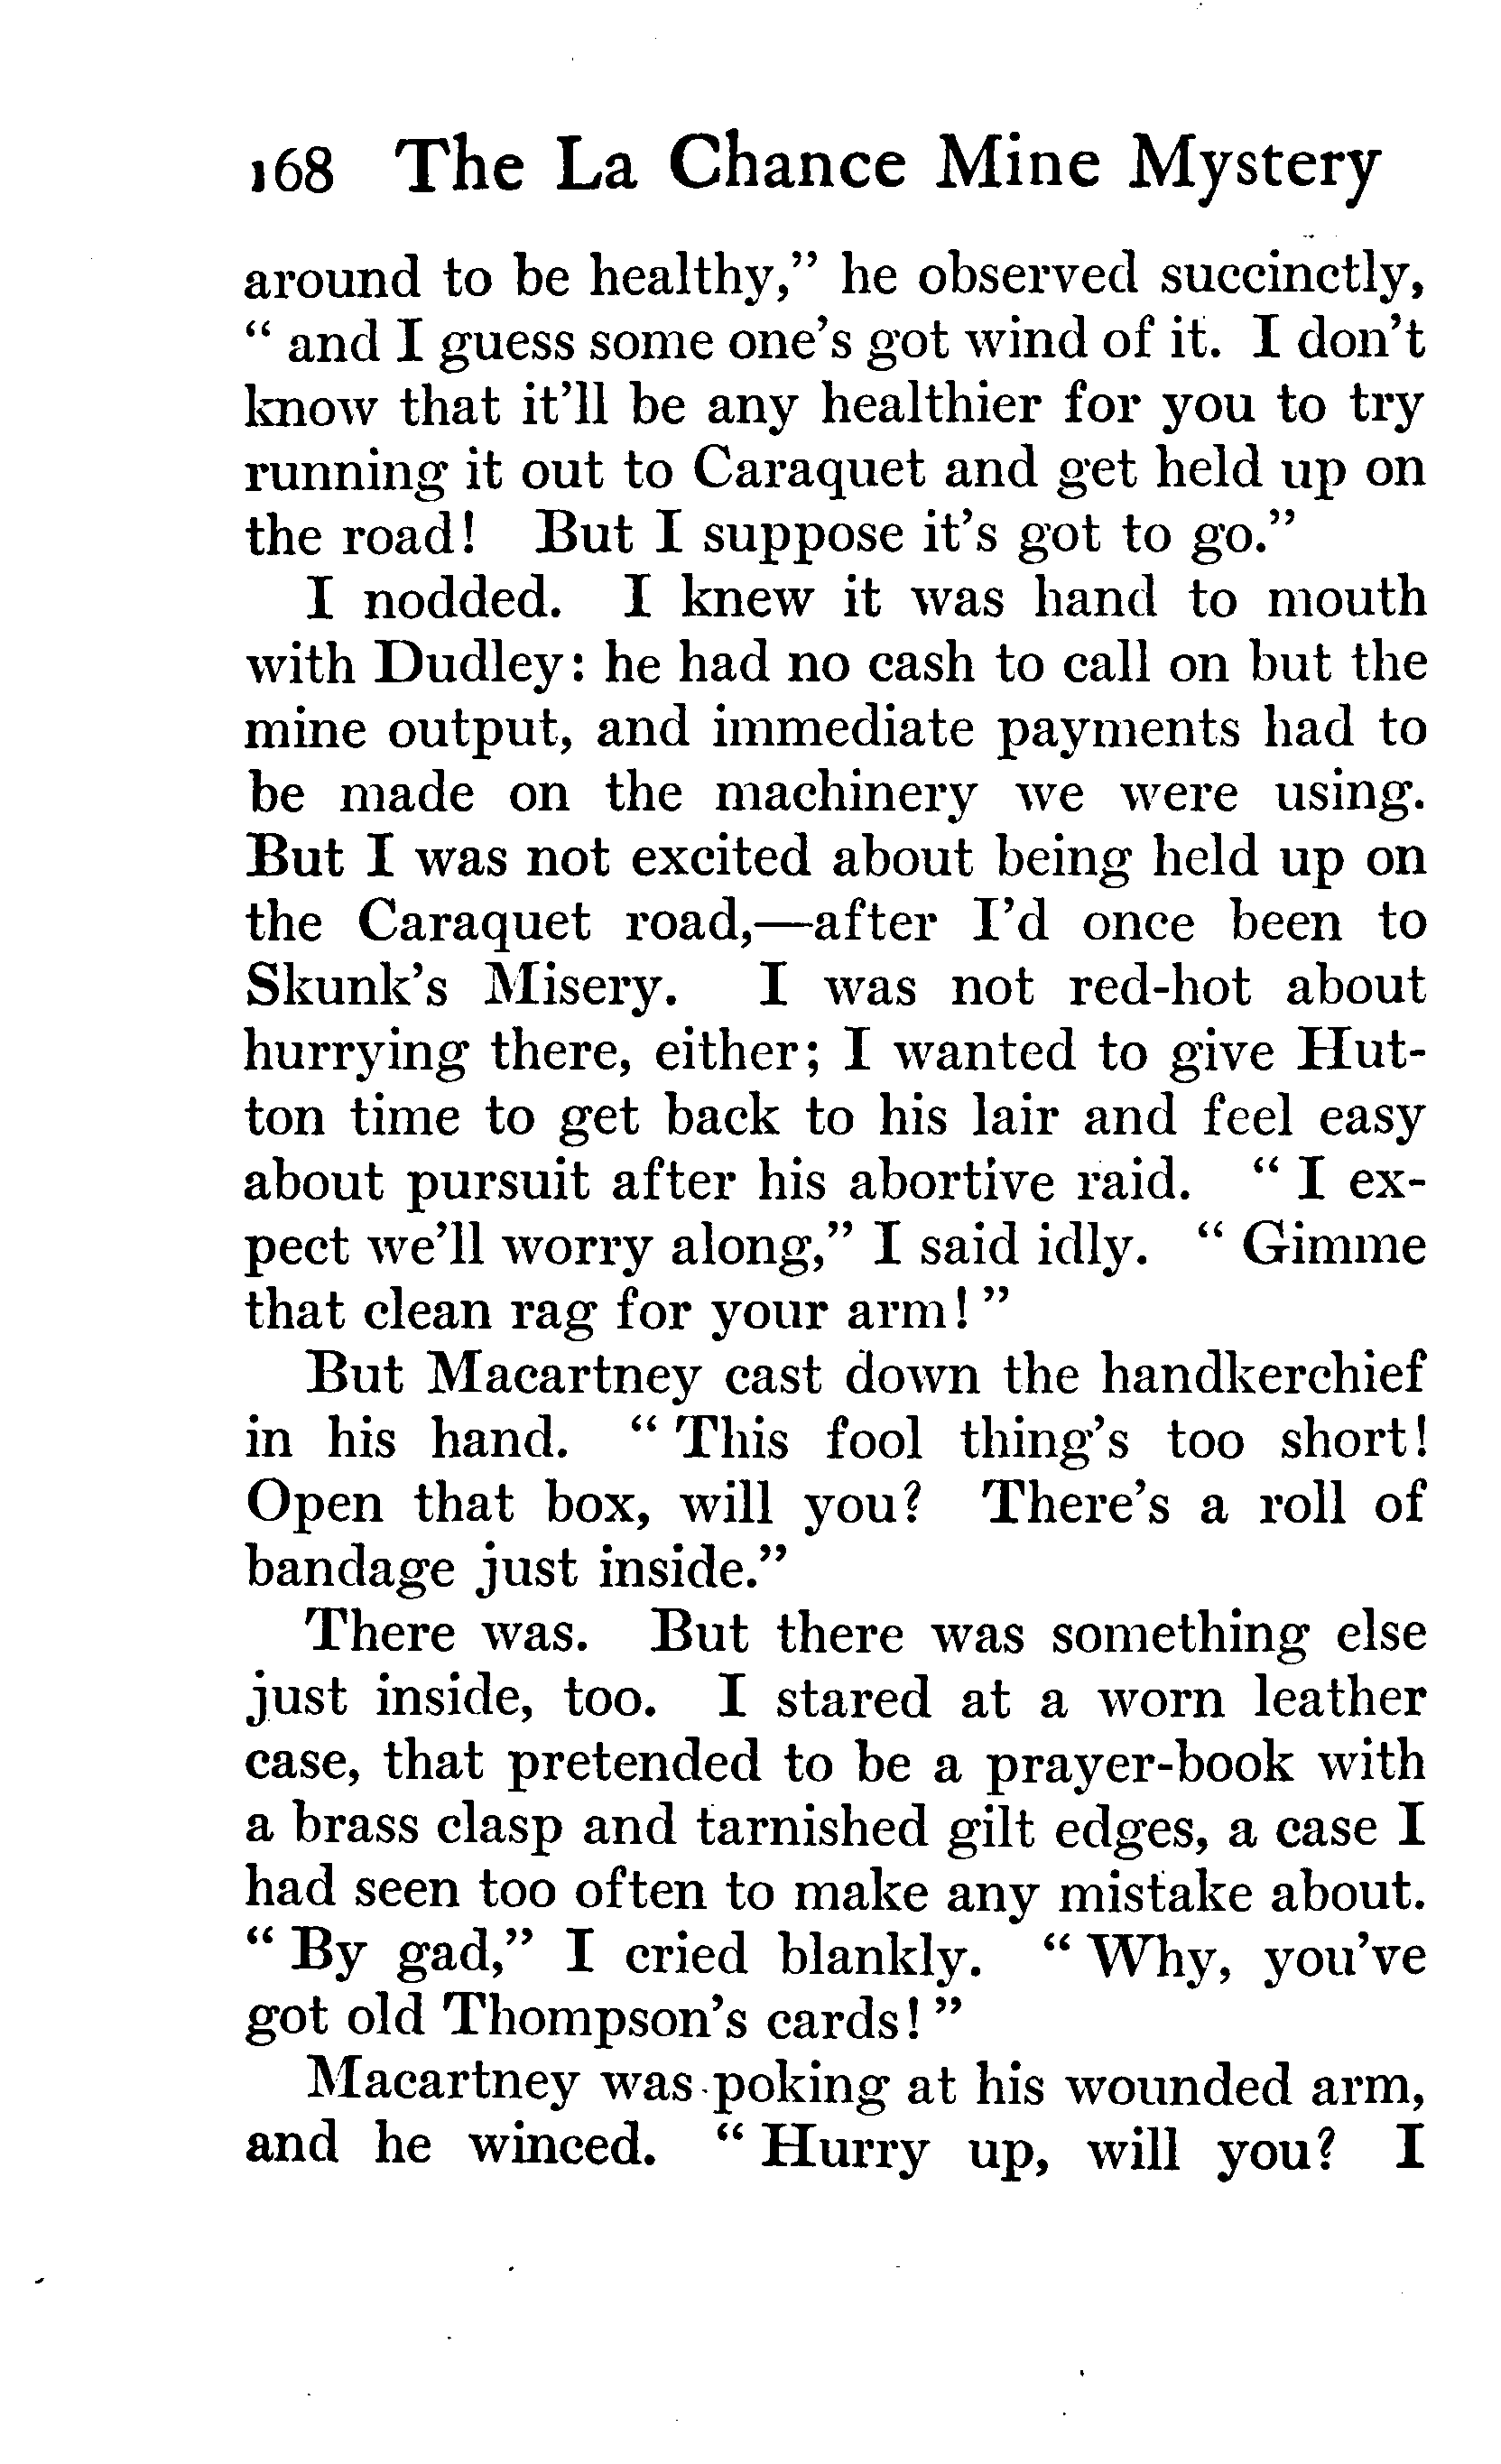 168 The La Chance Mine Mystery
around to be healthy," he observed succinctly,
" and I guess some one's got wind of it. I don't
know that it'll be any healthier for you to try
running it out to Caraquet and get held up on
the road! But I suppose it's got to go."
I nodded. I knew it was hand to mouth
with Dudley: he had no cash to call on but the
mine output, and immediate payments had to
be made on the machinery we were using.
But I was not excited about being held up on
the Caraquet road,—after I'd once been to
Skunk's Misery. I was not red-hot about
hurrying there, either; I wanted to give Hut-
ton time to get back to his lair and feel easy
about pursuit after his abortive raid. " I ex-
pect we'll worry along," I said idly. " Gimme
that clean rag for your arm! "
But Macartney cast down the handkerchief
in his hand. " This fool thing's too short!
Open that box, will you? There's a roll of
bandage just inside."
There was. But there was something else
just inside, too. I stared at a worn leather
case, that pretended to be a prayer-book with
a brass clasp and tarnished gilt edges, a case I
had seen too often to make any mistake about.
" By gad," I cried blankly. " Why, you've
got old Thompson's cards! "
Macartney was poking at his wounded arm,
and he winced. " Hurry up, will you? I